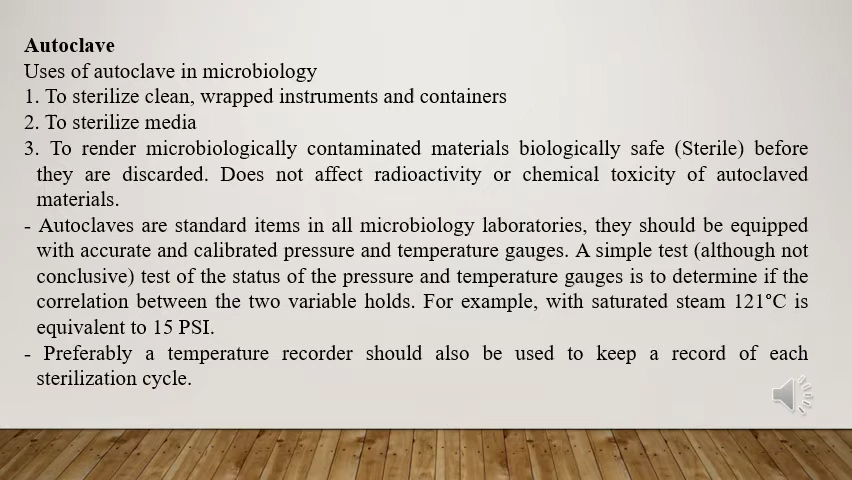 Autoclave
Uses of autoclave in microbiology
1. To sterilize clean, wrapped instruments and containers
2. To sterilize media
3. To render microbiologically contaminated materials biologically safe (Sterile) before
they are discarded. Does not affect radioactivity or chemical toxicity of autoclaved
materials.
- Autoclaves are standard items in all microbiology laboratories, they should be equipped
with accurate and calibrated pressure and temperature gauges. A simple test (although not
conclusive) test of the status of the pressure and temperature gauges is to determine if the
correlation between the two variable holds. For example, with saturated steam 121°C is
equivalent to 15 PSI.
- Preferably a temperature recorder should also be used to keep a record of each
sterilization cycle.